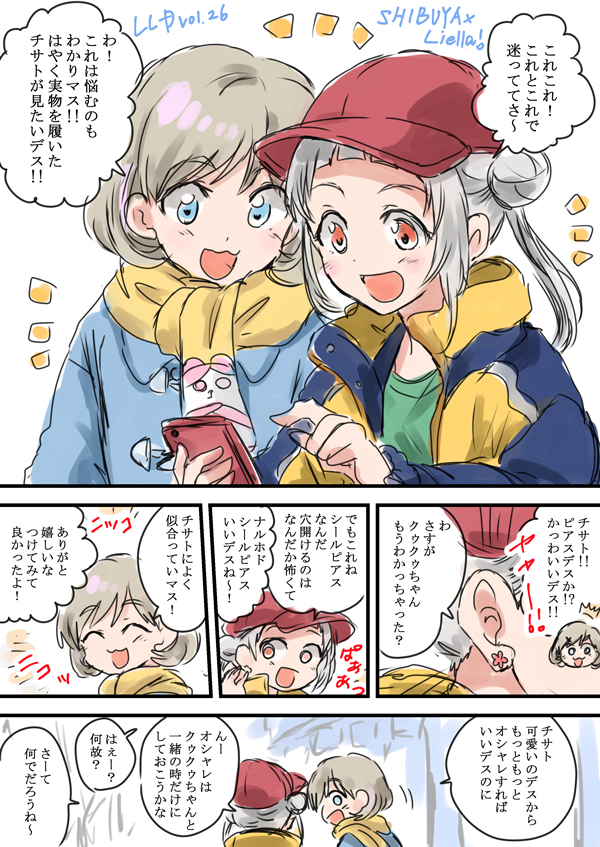 LLФ vol.26
SHIBUYA×
Liella!
これこれ！
これとこれで
迷っててさ〜
わ！
これは悩むのも
わかりマス!!
はやく実物を履いた
チサトが見たいデス!!
チサト!!
ピアスデスか!?
かっわいいデス!!
ヤァー!!
わ
さすが
クゥクゥちゃん
もうわかっちゃった？
でもこれね
シールピアス
なんだ
穴開けるのは
なんだか怖くて
ナルホド
シールピアス
いいデスね〜！
ぱぁあっ
チサトによく
似合っていマス！
ニッコ
ありがと
嬉しいな
つけてみて
良かったよ！
ニコッ
チサト
可愛いのデスから
もっともっと
オシャレすれば
いいデスのに
んー
オシャレは
クゥクゥちゃんと
一緒の時だけに
しておこうかな
はぇー？
何故？
さーて
何でだろうね〜